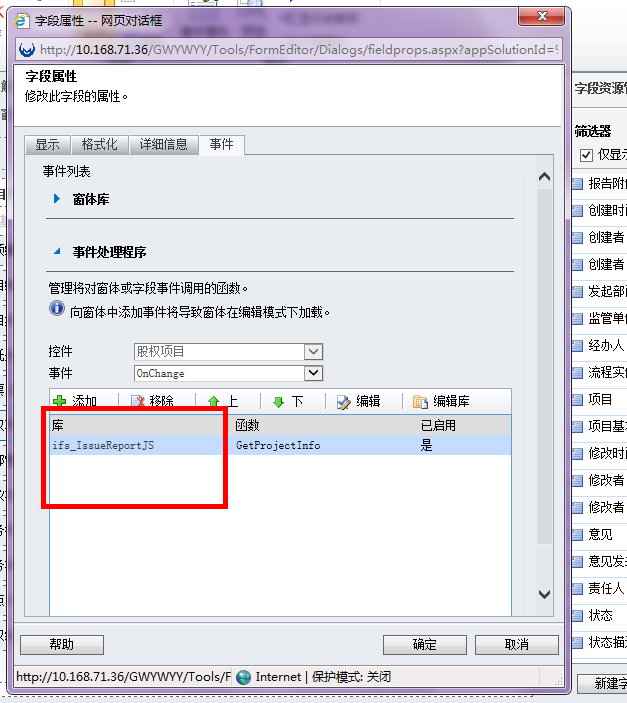 字段属性 -- 网页对话框
http://10.168.71.36/GWYWYY/Tools/FormEditor/Dialogs/fieldprops.aspx?appSolutionId=
字段属性
修改此字段的属性。
显示 格式化 详细信息 事件
事件列表
窗体库
事件处理程序
管理将对窗体或字段事件调用的函数。
向窗体中添加事件将导致窗体在编辑模式下加载。
控件 股权项目
事件 OnChange
添加 移除 上 下 编辑 编辑库
库 函数 已启用
ifs_IssueReportJS GetProjectInfo 是
帮助 确定 取消
http://10.168.71.36/GWYWYY/Tools/F Internet | 保护模式: 关闭
字段资源管
筛选器
仅显示
报告附
创建时间
创建者
创建者
发起部
监管单
经办人
流程实
项目
项目基
修改时间
修改者
修改者
意见
意见发
责任人
状态
状态描
新建字